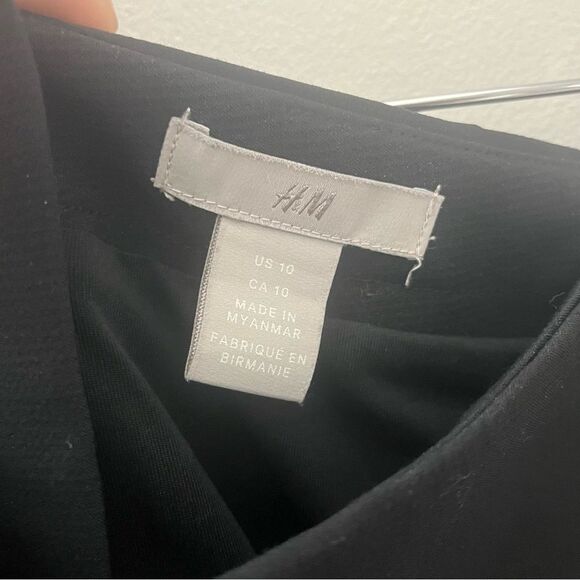 H&M
US 10
CA 10
MADE IN
MYANMAR
FABRIQUE EN
BIRMANIE